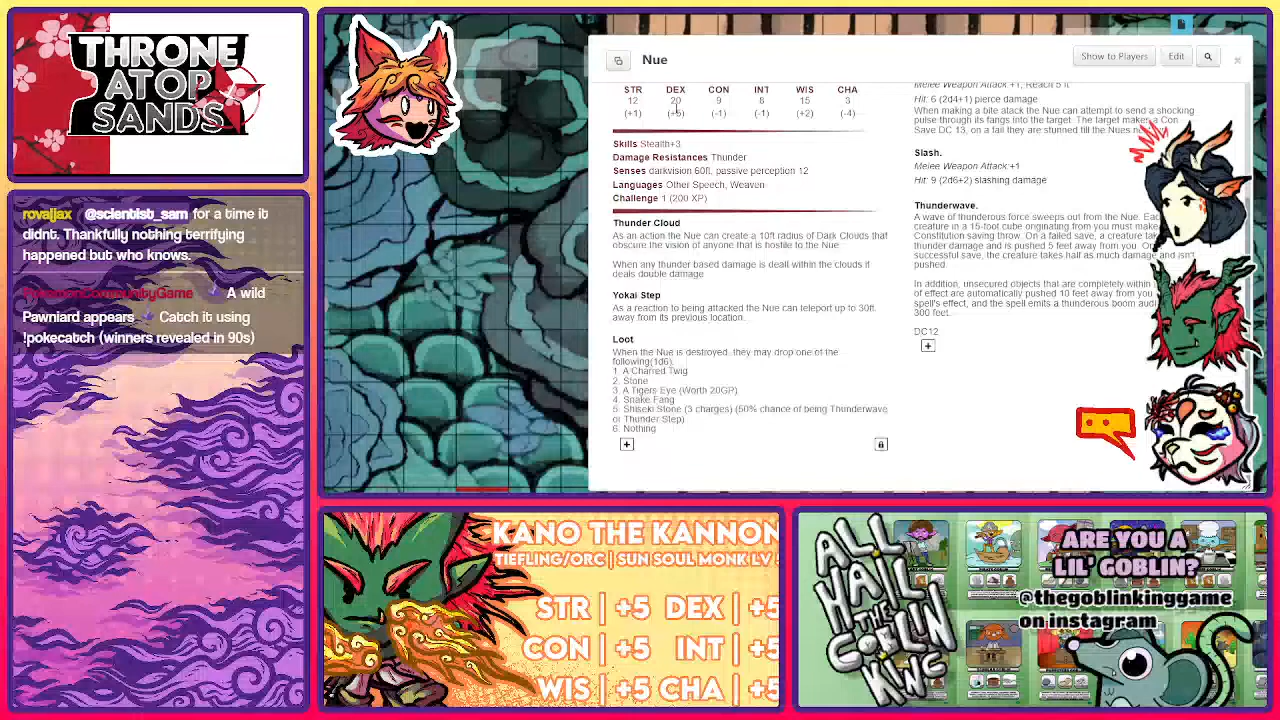 THRONE
ATOP
SANDS
rovaljax @scientist_sam for a time it
didnt. Thankfully nothing terrifying
happened but who knows.
PokemonCommunityGame A wild
Pawniard appears Catch it using
!pokecatch (winners revealed in 90s)
Nue
Show to Players Edit
STR DEX CON INT WIS CHA
12 20 9 8 15 3
(+1) (+5) (-1) (-1) (+2) (-4)
Skills Stealth+3
Damage Resistances Thunder
Senses darkvision 60ft, passive perception 12
Languages Other Speech, Weaven
Challenge 1 (200 XP)
Thunder Cloud
As an action the Nue can create a 10ft radius of Dark Clouds that
obscure the vision of anyone that is hostile to the Nue
When any thunder based damage is dealt within the clouds it
deals double damage
Yokai Step
As a reaction to being attacked the Nue can teleport up to 30ft.
away from its previous location.
Loot
When the Nue is destroyed, they may drop one of the
following(1d6).
1. A Charred Twig
2. Stone
3. A Tigers Eye (Worth 20GP)
4. Snake Fang
5. Shiseki Stone (3 charges) (50% chance of being Thunderwave
or Thunder Step)
6. Nothing
Melee Weapon Attack +1, Reach 5 ft
Hit: 6 (2d4+1) pierce damage
When making a bite atack the Nue can attempt to send a shocking
pulse through its fangs into the target. The target makes a Con
Save DC 13, on a fail they are stunned till the Nues
Slash.
Melee Weapon Attack +1
Hit: 9 (2d6+2) slashing damage
Thunderwave.
A wave of thunderous force sweeps out from the Nue.
creature in a 15-foot cube originating from you must make
Constitution saving throw. On a failed save, a creature
thunder damage and is pushed 5 feet away from you.
successful save, the creature takes half as much damage and isn't
pushed.
In addition, unsecured objects that are completely within
of effect are automatically pushed 10 feet away from you
spell's effect, and the spell emits a thunderous boom
300 feet.
DC12
KANO THE KANNON
TIEFLING/ORC | SUN SOUL MONK LV
STR | +5 DEX | +5
CON | +5 INT | +5
WIS | +5 CHA | +5
ALL
HAIL
THE
GOBLIN
KING
ARE YOU A
LIL' GOBLIN?
@thegoblinkinggame
on instagram